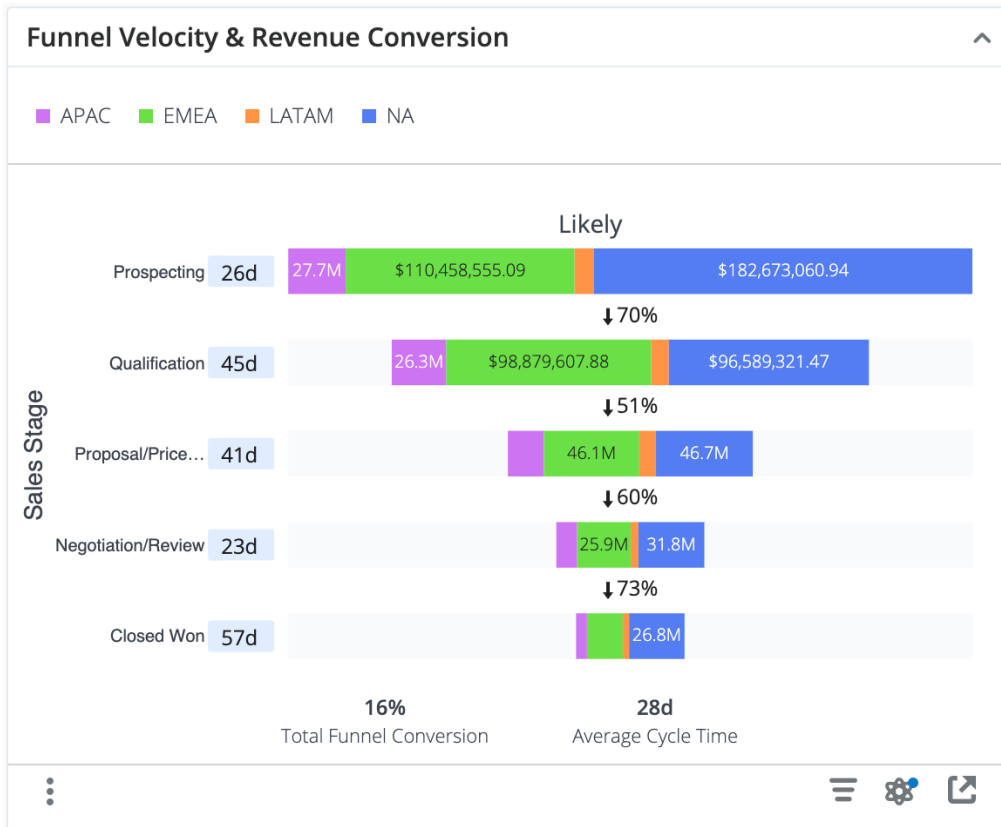 Funnel Velocity & Revenue Conversion
APAC EMEA LATAM NA
Likely
Sales Stage
Prospecting 26d 27.7M $110,458,555.09 $182,673,060.94
70%
Qualification 45d 26.3M $98,879,607.88 $96,589,321.47
51%
Proposal/Price... 41d 46.1M 46.7M
60%
Negotiation/Review 23d 25.9M 31.8M
73%
Closed Won 57d 26.8M
16% 28d
Total Funnel Conversion Average Cycle Time